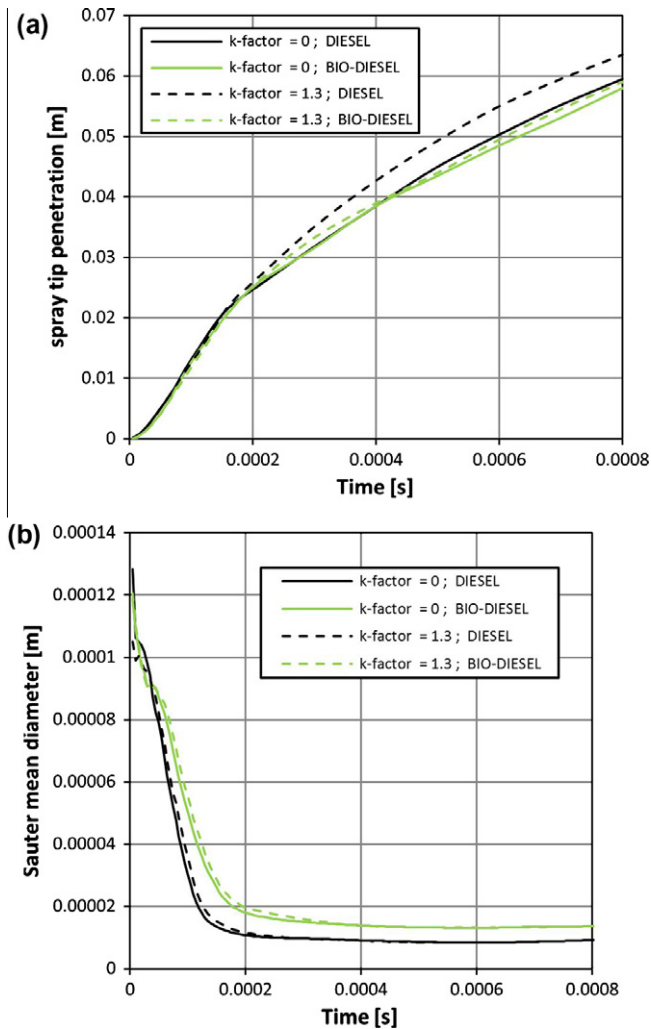 (a)
0.07
0.06
0.05
0.04
0.03
0.02
0.01
0
spray tip penetration [m]
k-factor = 0 ; DIESEL
k-factor = 0; BIO-DIESEL
k-factor = 1.3 ; DIESEL
k-factor = 1.3 ; BIO-DIESEL
0 0.0002 0.0004 0.0006 0.0008
Time [s]
(b)
0.00014
0.00012
0.0001
0.00008
0.00006
0.00004
0.00002
0
Sauter mean diameter [m]
k-factor = 0 ; DIESEL
k-factor = 0; BIO-DIESEL
k-factor = 1.3 ; DIESEL
k-factor = 1.3 ; BIO-DIESEL
0 0.0002 0.0004 0.0006 0.0008
Time [s]